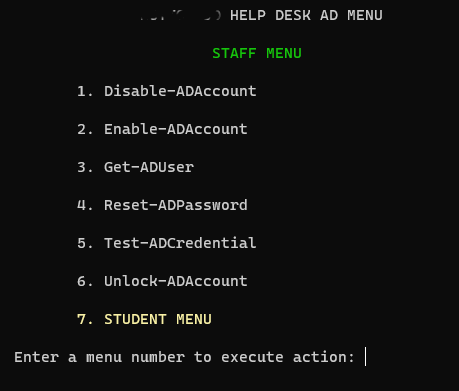 HELP DESK AD MENU
STAFF MENU
1. Disable-ADAccount
2. Enable-ADAccount
3. Get-ADUser
4. Reset-ADPassword
5. Test-ADCredential
6. Unlock-ADAccount
7. STUDENT MENU
Enter a menu number to execute action: